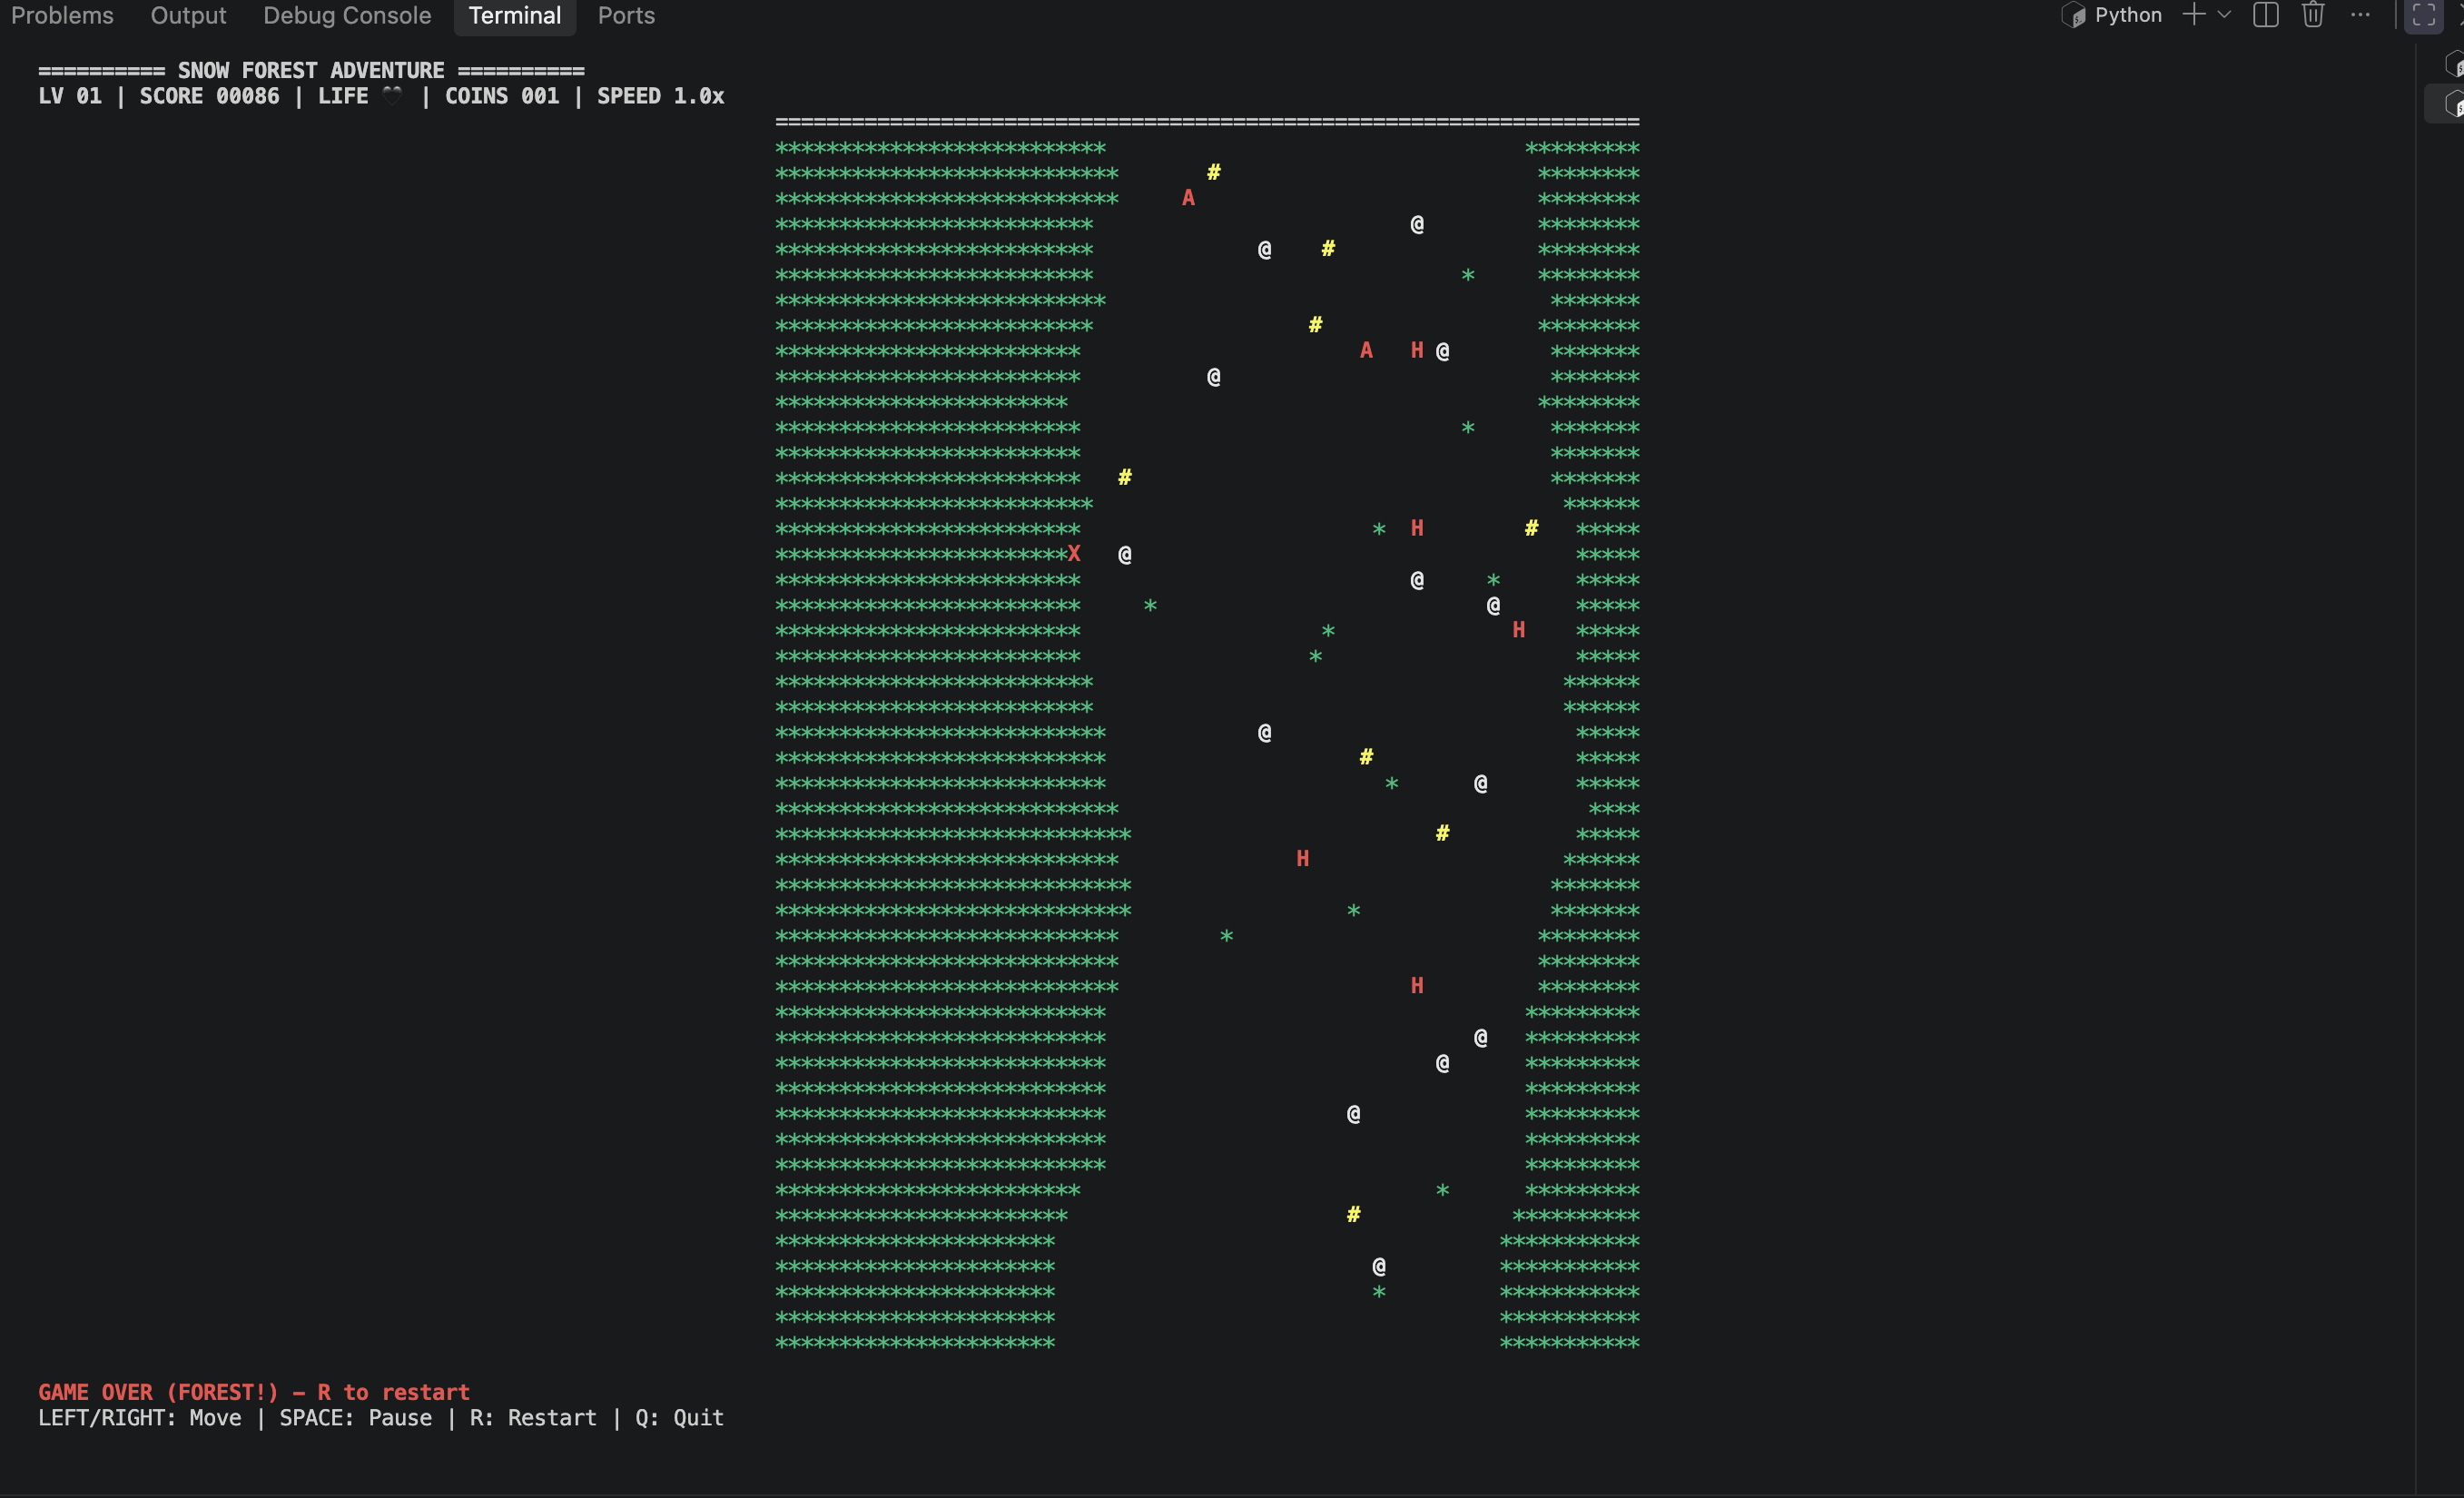 Problems Output Debug Console Terminal Ports Python
========== SNOW FOREST ADVENTURE ==========
LV 01 | SCORE 00086 | LIFE 🖤 | COINS 001 | SPEED 1.0x
#
A
@
@ #
*
#
A H @
@
*
#
* H #
X @
@ *
* @
* H
*
@
#
* @
#
H
*
*
H
@
@
@
*
#
@
*
GAME OVER (FOREST!) – R to restart
LEFT/RIGHT: Move | SPACE: Pause | R: Restart | Q: Quit